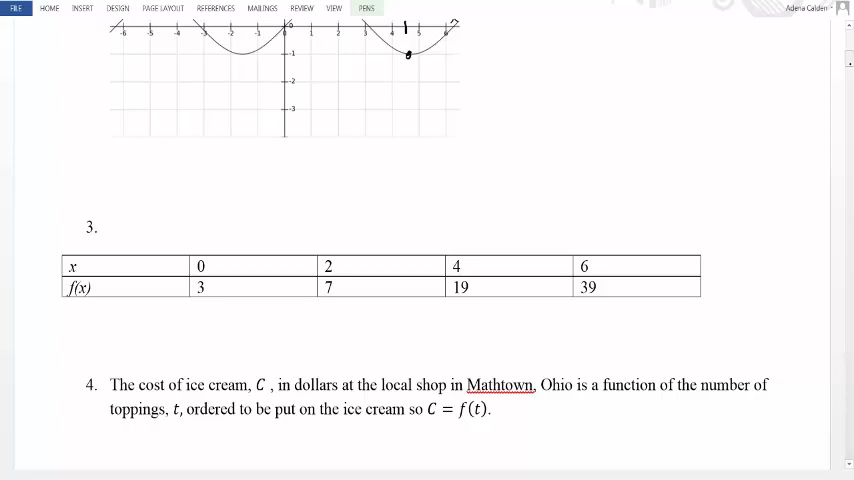 FILE HOME INSERT DESIGN PAGE LAYOUT REFERENCES MAILINGS REVIEW VIEW PENS Adena Calden
-6 -5 -4 -3 -2 -1 0 0 1 2 3 4 5 6
-1
-2
-3
3.
x 0 2 4 6
f(x) 3 7 19 39
4. The cost of ice cream, C , in dollars at the local shop in Mathtown, Ohio is a function of the number of
toppings, t, ordered to be put on the ice cream so C = f(t).